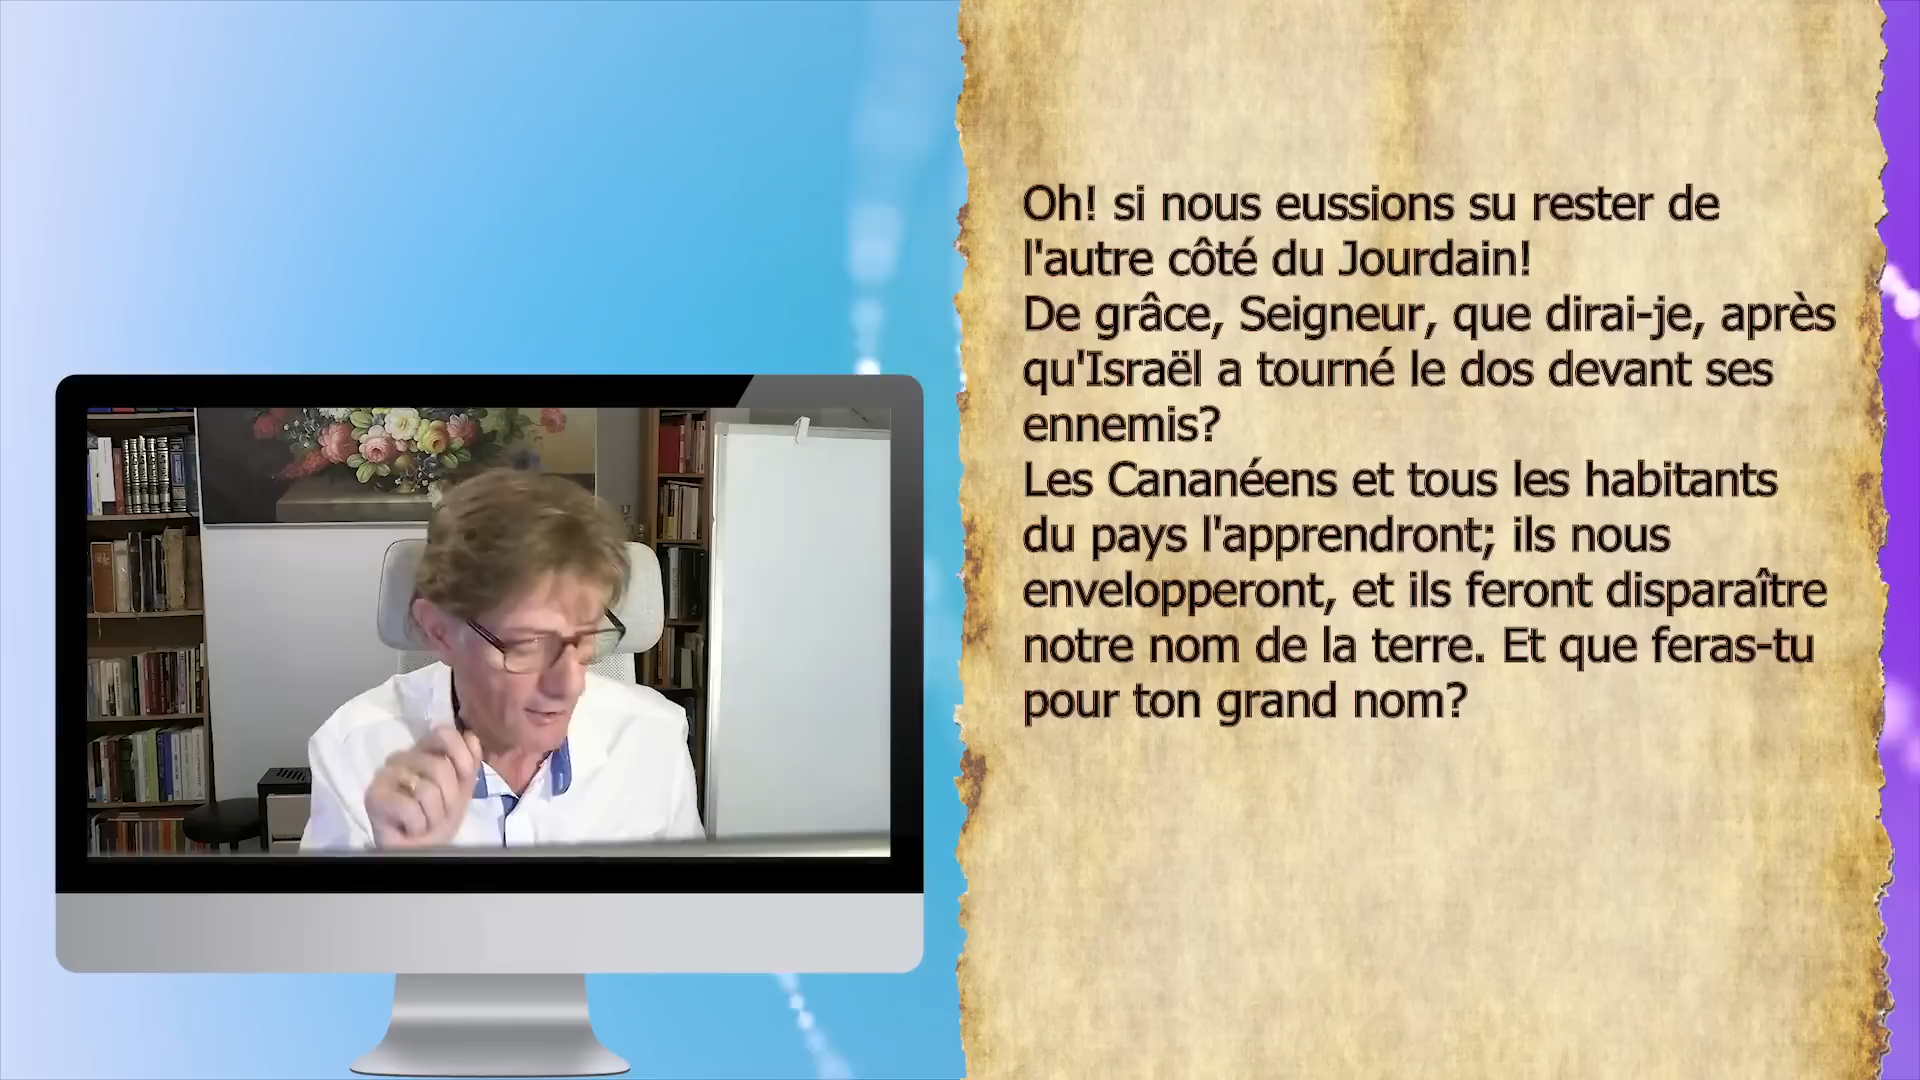 Oh! si nous eussions su rester de
l'autre côté du Jourdain!
De grâce, Seigneur, que dirai-je, après
qu'Israël a tourné le dos devant ses
ennemis?
Les Cananéens et tous les habitants
du pays l'apprendront; ils nous
envelopperont, et ils feront disparaître
notre nom de la terre. Et que feras-tu
pour ton grand nom?